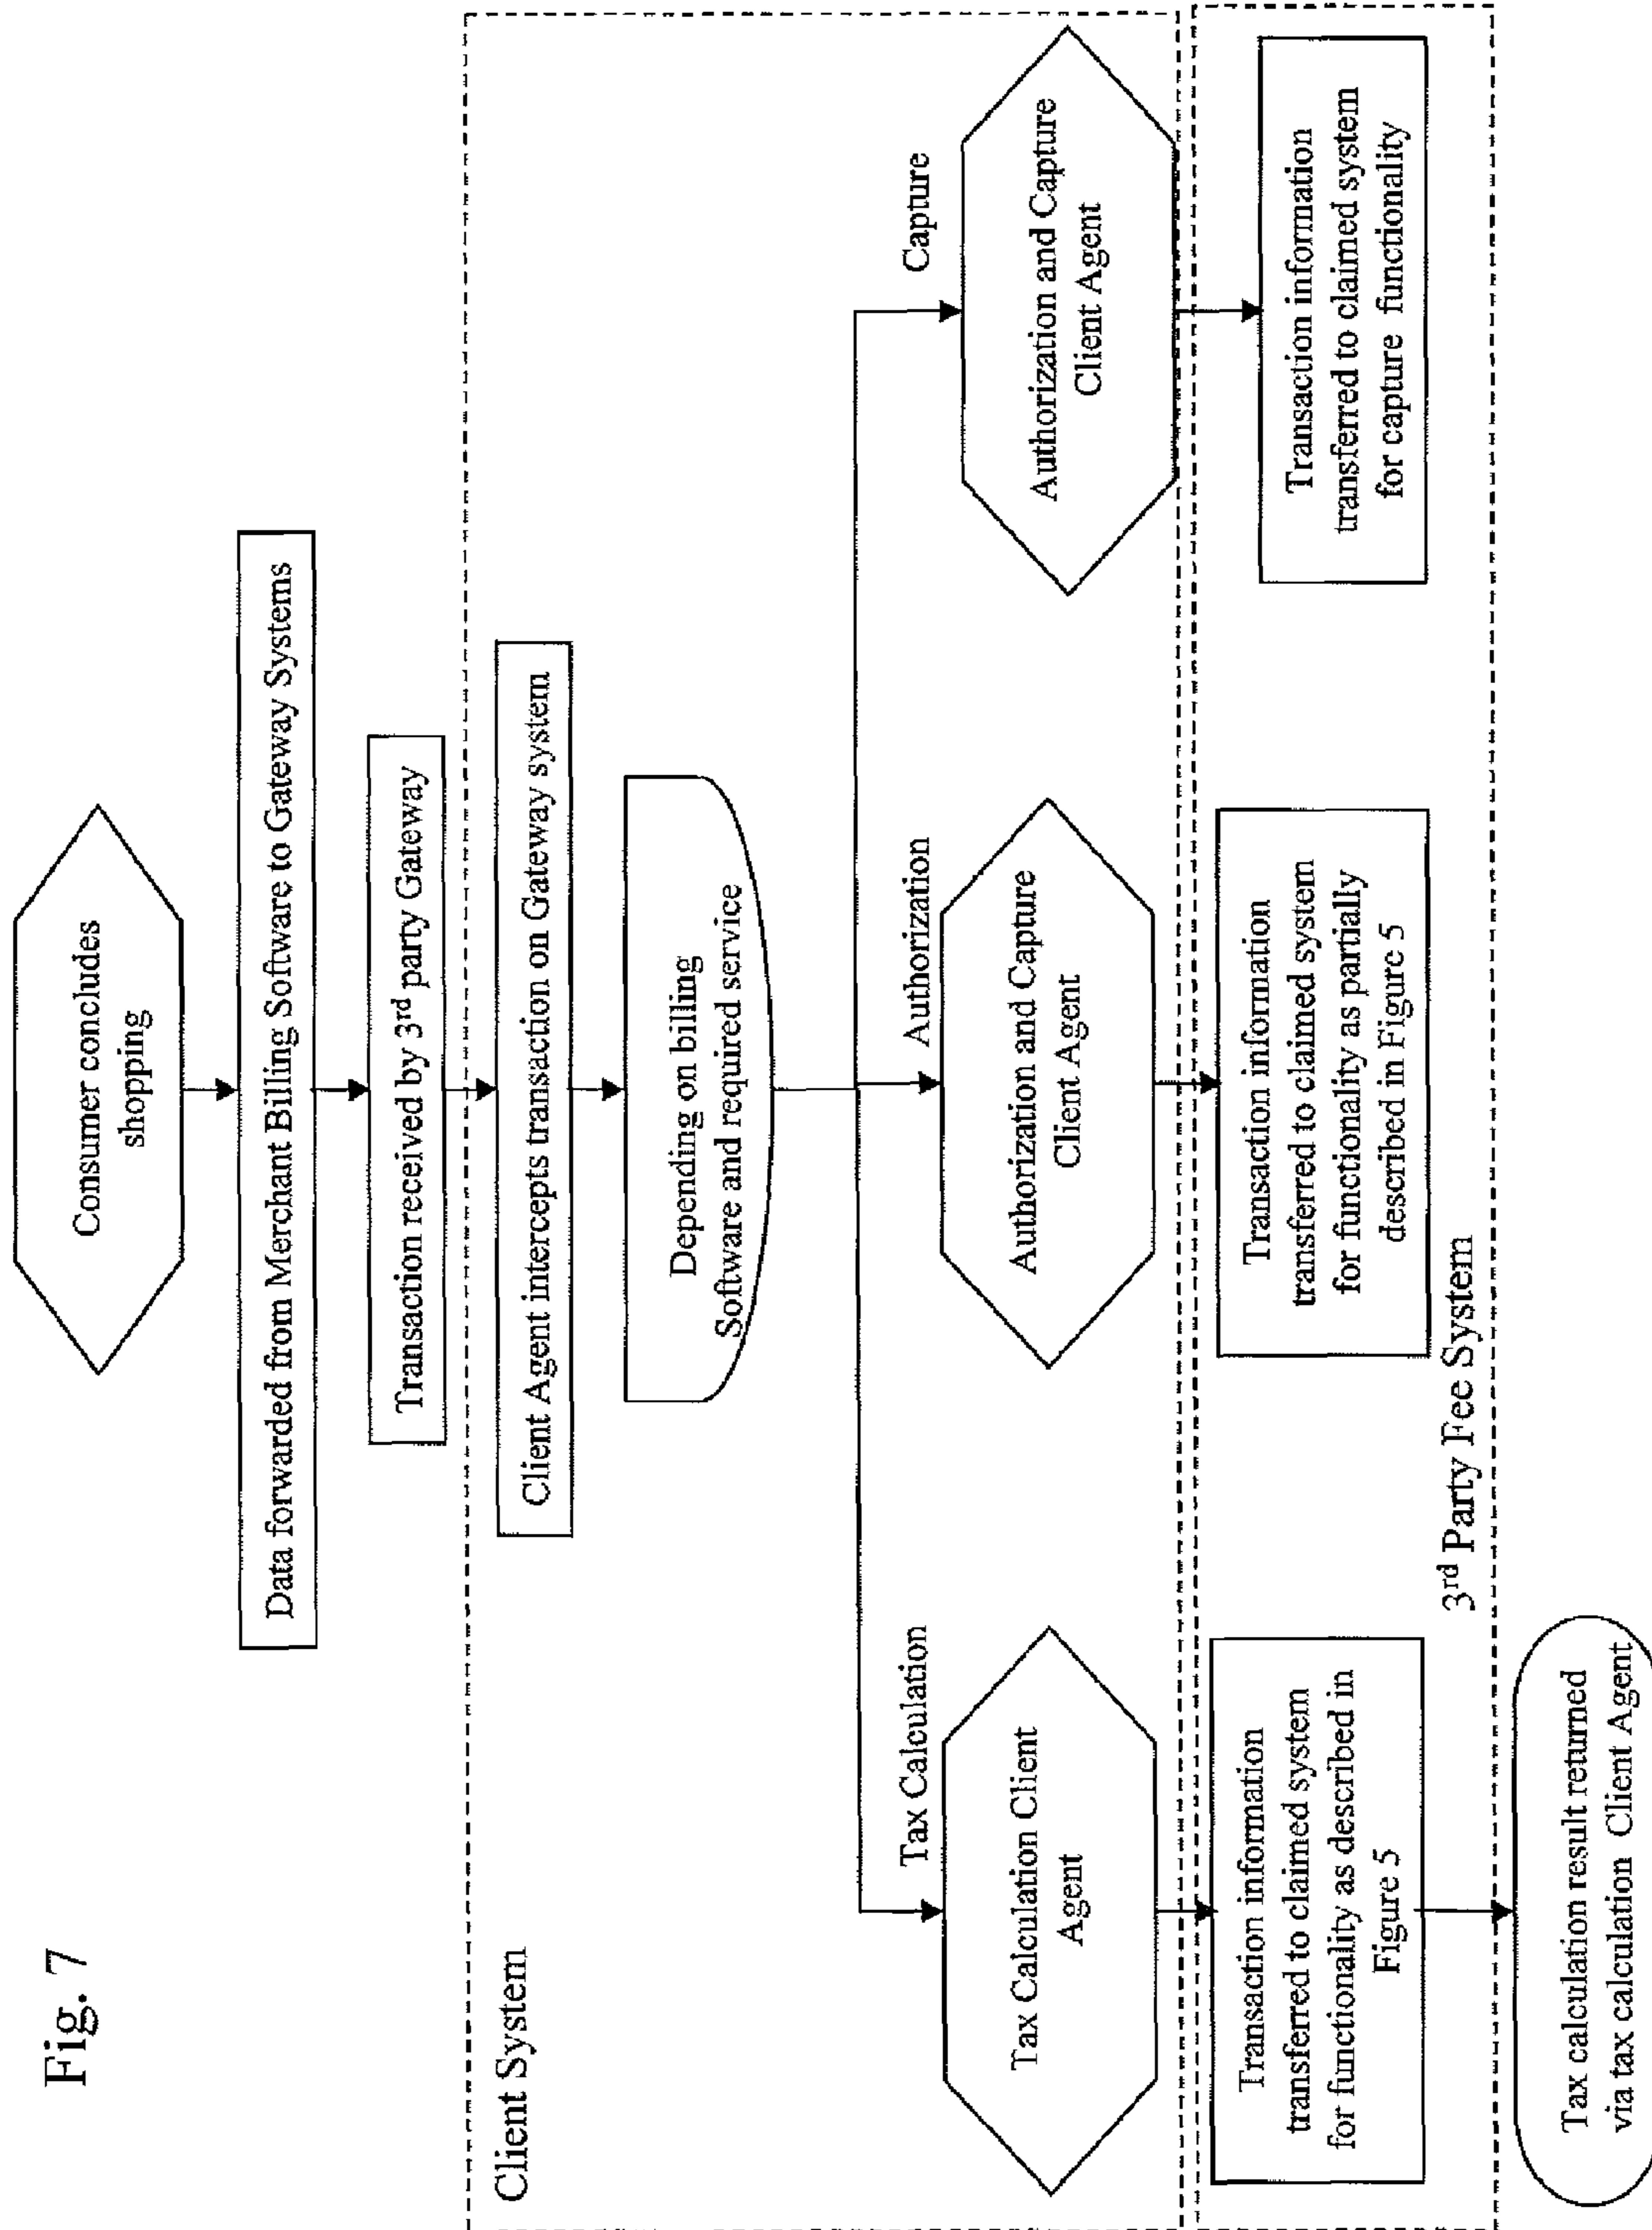 Fig. 7
Consumer concludes
shopping
Data forwarded from Merchant Billing Software to Gateway Systems
Transaction received by 3rd party Gateway
Client System
Client Agent intercepts transaction on Gateway system
Depending on billing
Software and required service
Tax Calculation
Authorization
Capture
Tax Calculation Client
Agent
Authorization and Capture
Client Agent
Authorization and Capture
Client Agent
Transaction information
transferred to claimed system
for functionality as described in
Figure 5
Transaction information
transferred to claimed system
for functionality as partially
described in Figure 5
Transaction information
transferred to claimed system
for capture functionality
3rd Party Fee System
Tax calculation result returned
via tax calculation Client Agent